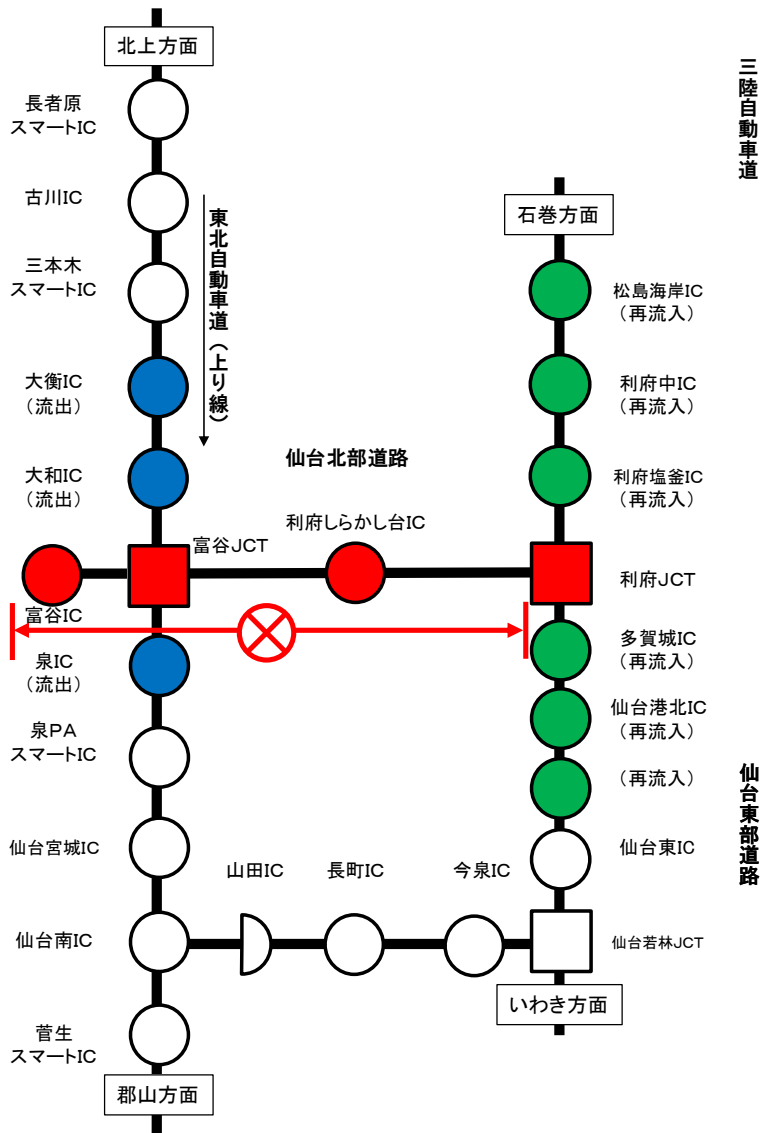 北上方面
長者原
スマートIC
古川IC
三本木
スマートIC
東北自動車道（上り線）
大衡IC
（流出）
大和IC
（流出）
富谷JCT
富谷IC
泉IC
（流出）
泉PA
スマートIC
仙台宮城IC
仙台南IC
菅生
スマートIC
郡山方面
仙台北部道路
利府しらかし台IC
山田IC
長町IC
今泉IC
三陸自動車道
石巻方面
松島海岸IC
（再流入）
利府中IC
（再流入）
利府塩釜IC
（再流入）
利府JCT
多賀城IC
（再流入）
仙台港北IC
（再流入）
（再流入）
仙台東IC
仙台若林JCT
いわき方面
仙台東部道路